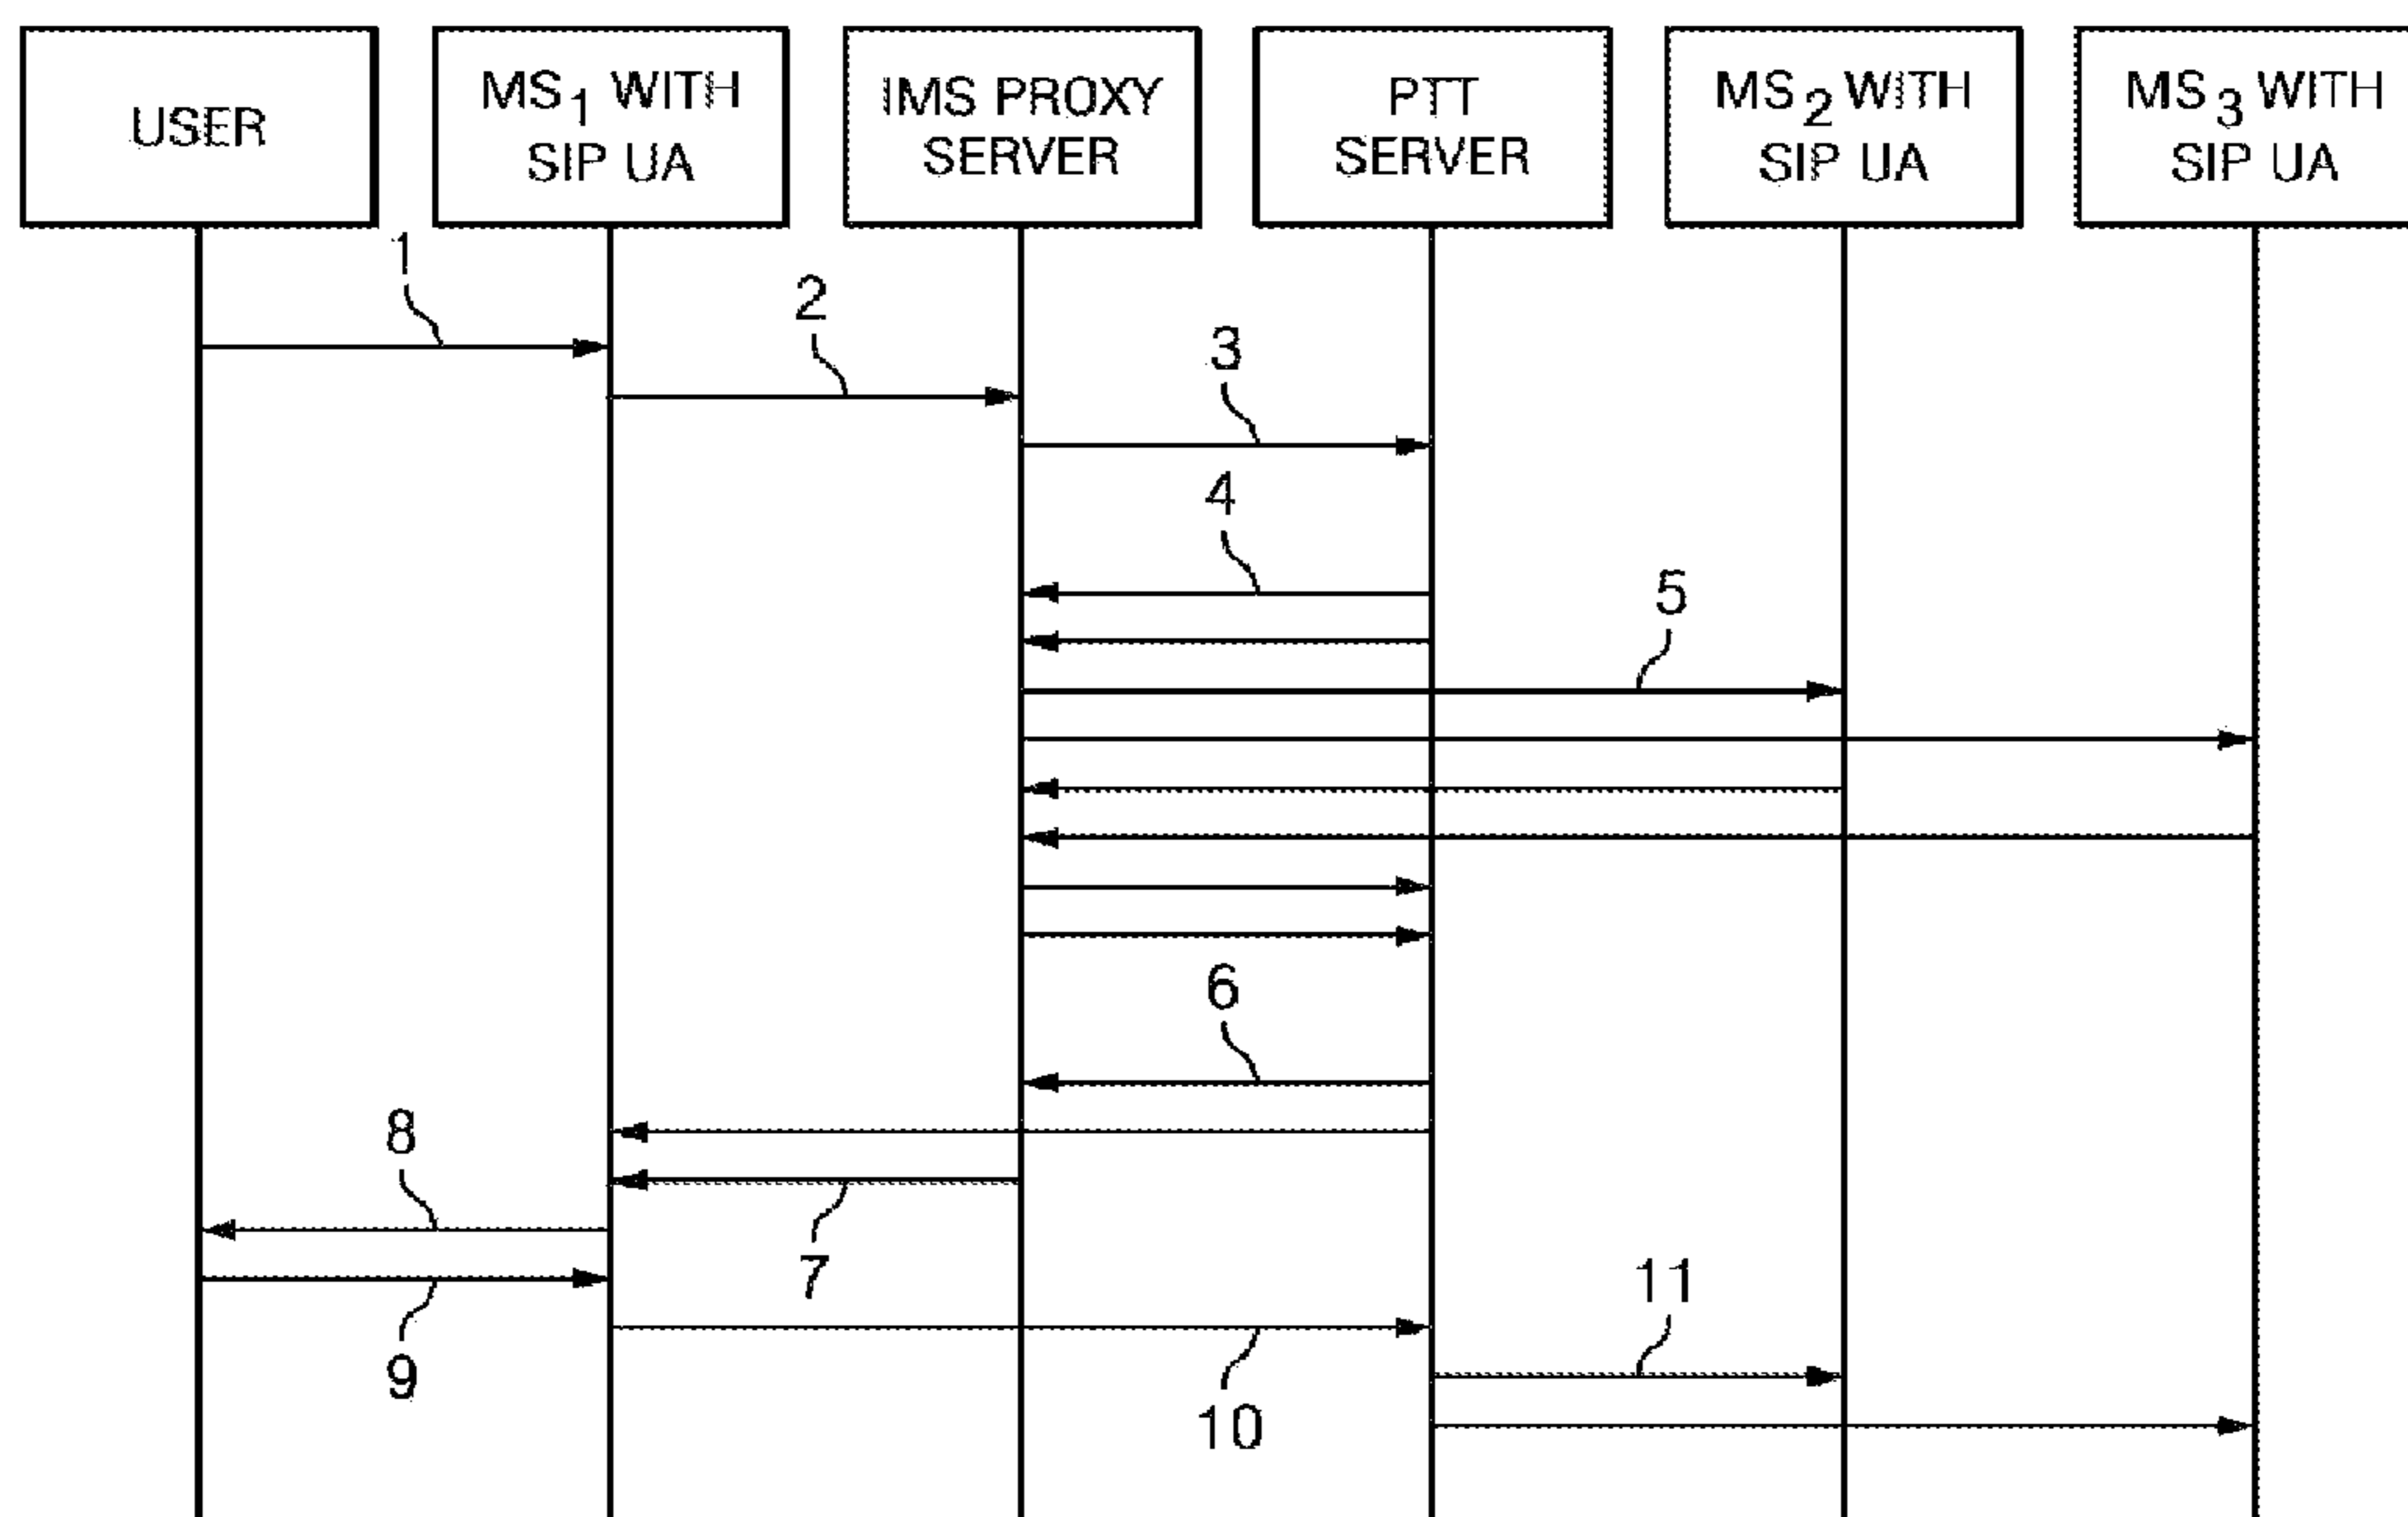 USER
MS1 WITH
SIP UA
IMS PROXY
SERVER
PTT
SERVER
MS2 WITH
SIP UA
MS3 WITH
SIP UA
1
2
3
4
5
6
8
7
9
11
10